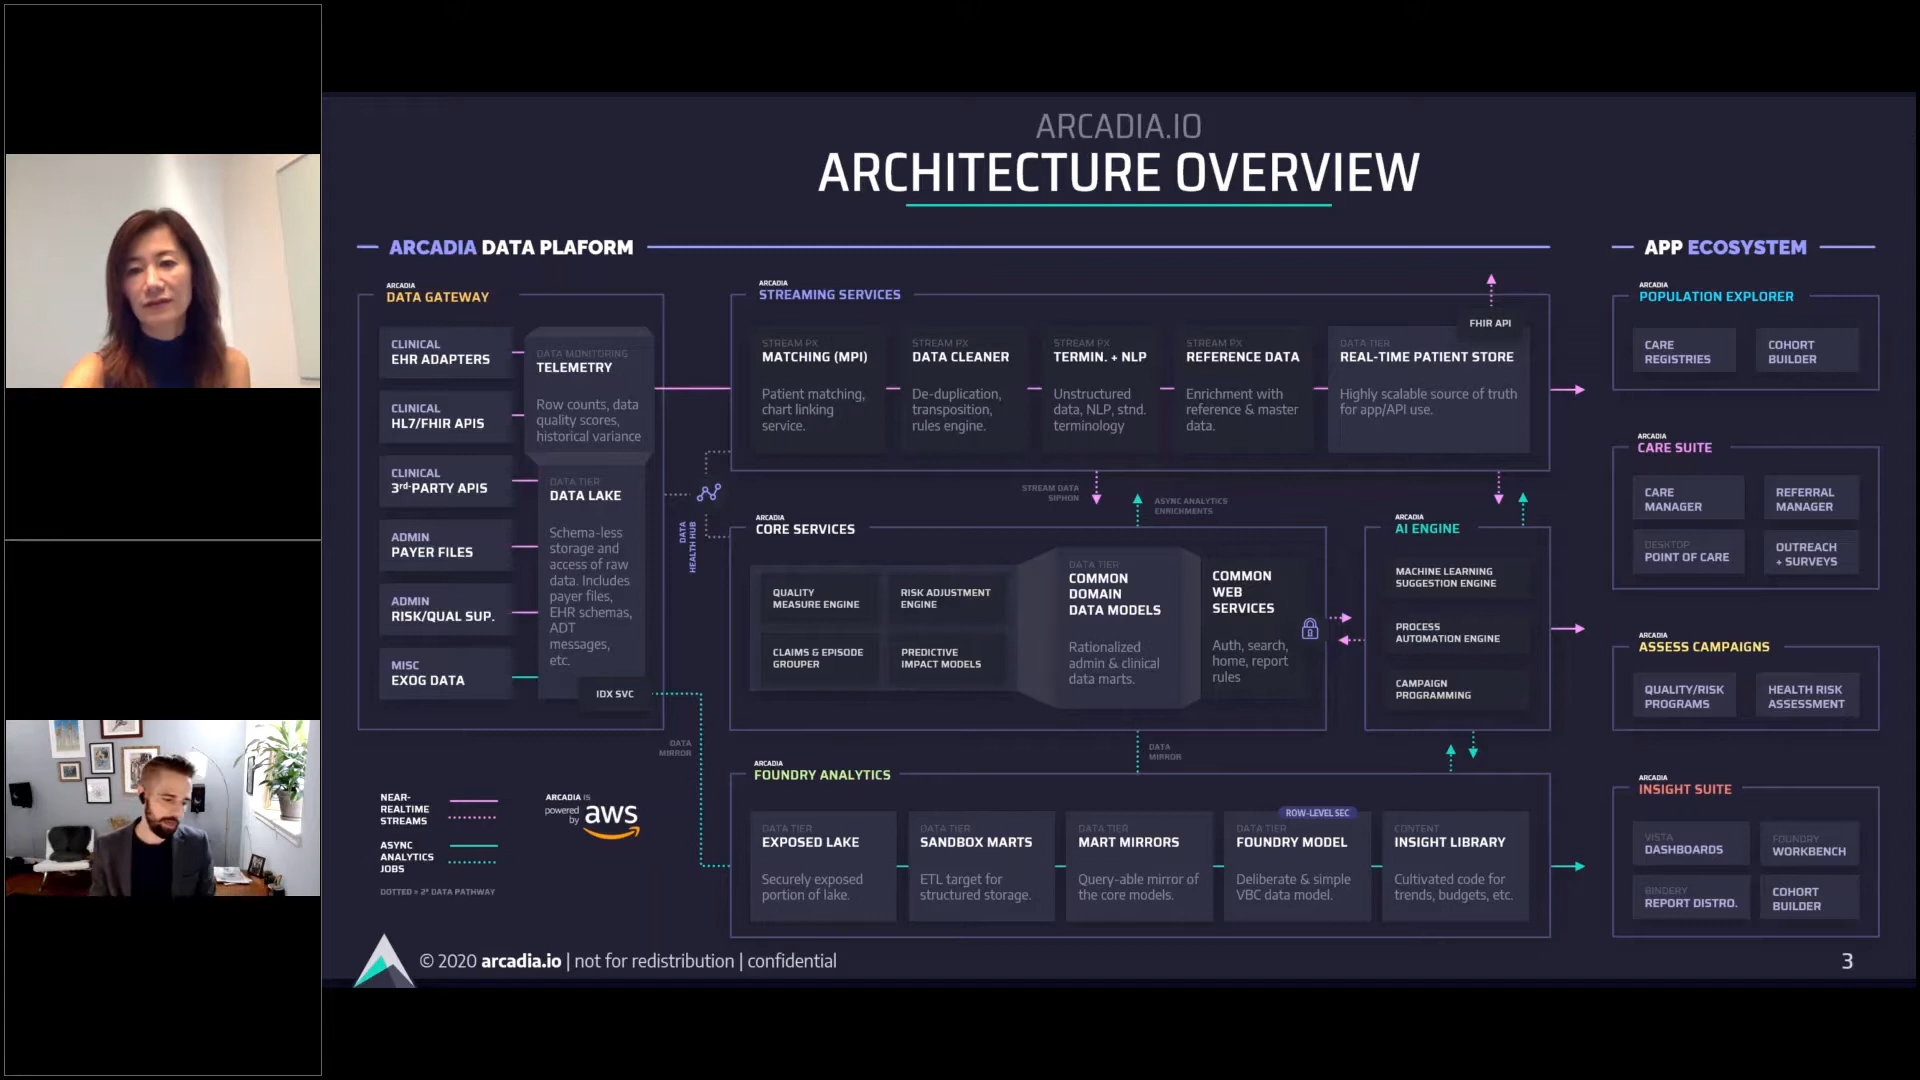 ARCADIA.IO
ARCHITECTURE OVERVIEW
ARCADIA DATA PLAFORM
APP ECOSYSTEM
ARCADIA
DATA GATEWAY
CLINICAL
EHR ADAPTERS
CLINICAL
HL7/FHIR APIS
CLINICAL
3rd-PARTY APIS
ADMIN
PAYER FILES
ADMIN
RISK/QUAL SUP.
MISC
EXOG DATA
DATA MONITORING
TELEMETRY
Row counts, data
quality scores,
historical variance
DATA TIER
DATA LAKE
Schema-less
storage and
access of raw
data. Includes
payer files,
EHR schemas,
ADT
messages,
etc.
IDX SVC
DATA
HEALTH HUB
ARCADIA
STREAMING SERVICES
STREAM PX
MATCHING (MPI)
Patient matching,
chart linking
service.
STREAM PX
DATA CLEANER
De-duplication,
transposition,
rules engine.
STREAM PX
TERMIN. + NLP
Unstructured
data, NLP, stnd.
terminology
STREAM PX
REFERENCE DATA
Enrichment with
reference & master
data.
FHIR API
DATA TIER
REAL-TIME PATIENT STORE
Highly scalable source of truth
for app/API use.
STREAM DATA
SIPHON
ASYNC ANALYTICS
ENRICHMENTS
ARCADIA
CORE SERVICES
QUALITY
MEASURE ENGINE
RISK ADJUSTMENT
ENGINE
CLAIMS & EPISODE
GROUPER
PREDICTIVE
IMPACT MODELS
DATA TIER
COMMON
DOMAIN
DATA MODELS
Rationalized
admin & clinical
data marts.
COMMON
WEB
SERVICES
Auth, search,
home, report
rules
ARCADIA
AI ENGINE
MACHINE LEARNING
SUGGESTION ENGINE
PROCESS
AUTOMATION ENGINE
CAMPAIGN
PROGRAMMING
DATA
MIRROR
DATA
MIRROR
ARCADIA
FOUNDRY ANALYTICS
DATA TIER
EXPOSED LAKE
Securely exposed
portion of lake.
DATA TIER
SANDBOX MARTS
ETL target for
structured storage.
DATA TIER
MART MIRRORS
Query-able mirror of
the core models.
ROW-LEVEL SEC
DATA TIER
FOUNDRY MODEL
Deliberate & simple
VBC data model.
CONTENT
INSIGHT LIBRARY
Cultivated code for
trends, budgets, etc.
ARCADIA
POPULATION EXPLORER
CARE
REGISTRIES
COHORT
BUILDER
ARCADIA
CARE SUITE
CARE
MANAGER
REFERRAL
MANAGER
DESKTOP
POINT OF CARE
OUTREACH
+ SURVEYS
ARCADIA
ASSESS CAMPAIGNS
QUALITY/RISK
PROGRAMS
HEALTH RISK
ASSESSMENT
ARCADIA
INSIGHT SUITE
VISTA
DASHBOARDS
FOUNDRY
WORKBENCH
BINDERY
REPORT DISTRO.
COHORT
BUILDER
NEAR-
REALTIME
STREAMS
ASYNC
ANALYTICS
JOBS
DOTTED = 2° DATA PATHWAY
ARCADIA IS
powered
by
aws
© 2020 arcadia.io | not for redistribution | confidential
3